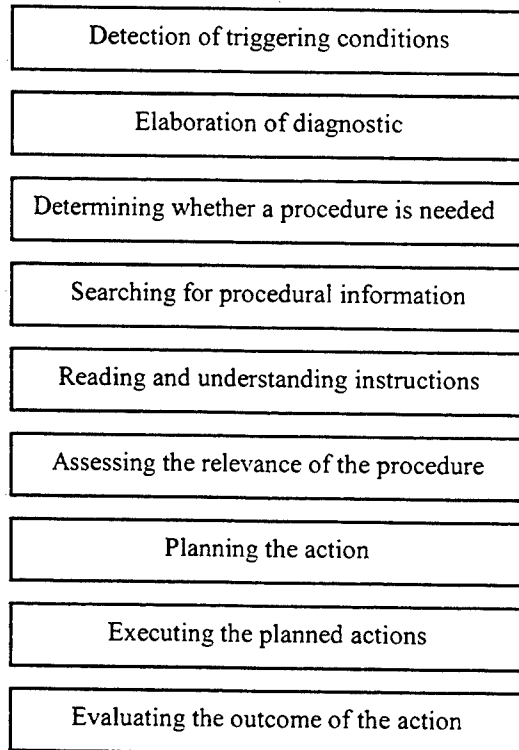 Detection of triggering conditions
Elaboration of diagnostic
Determining whether a procedure is needed
Searching for procedural information
Reading and understanding instructions
Assessing the relevance of the procedure
Planning the action
Executing the planned actions
Evaluating the outcome of the action